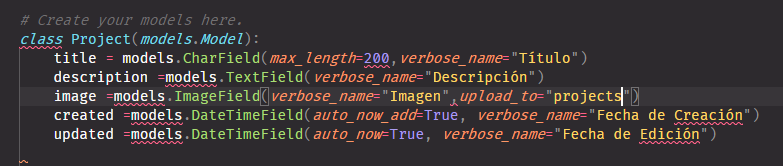 # Create your models here.
class Project(models.Model):
    title = models.CharField(max_length=200,verbose_name="Título")
    description =models.TextField(verbose_name="Descripción")
    image =models.ImageField(verbose_name="Imagen",upload_to="projects")
    created =models.DateTimeField(auto_now_add=True, verbose_name="Fecha de Creación")
    updated =models.DateTimeField(auto_now=True, verbose_name="Fecha de Edición")